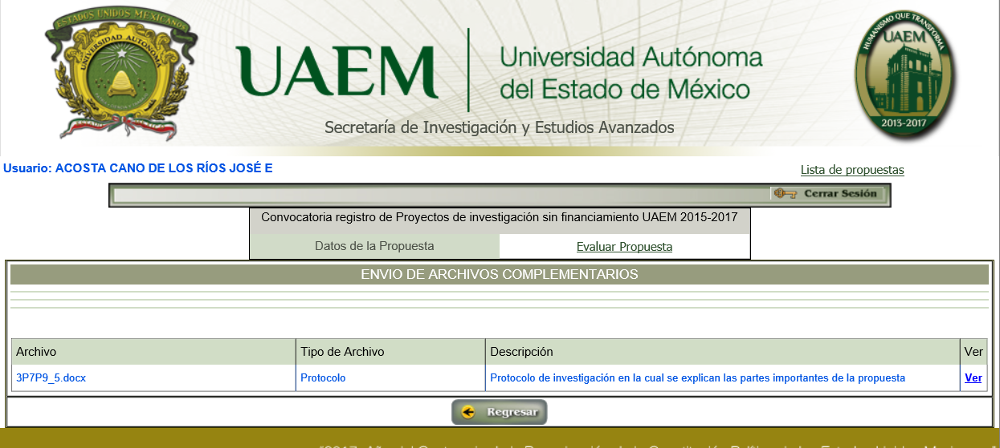 ESTADOS UNIDOS MEXICANOS
UNIVERSIDAD AUTÓNOMA
UAEM
Universidad Autónoma
del Estado de México
Secretaría de Investigación y Estudios Avanzados
HUMANISMO QUE TRANSFORMA
UAEM
2013-2017
Usuario: ACOSTA CANO DE LOS RÍOS JOSÉ E
Lista de propuestas
Cerrar Sesión
Convocatoria registro de Proyectos de investigación sin financiamiento UAEM 2015-2017
Datos de la Propuesta
Evaluar Propuesta
ENVIO DE ARCHIVOS COMPLEMENTARIOS
Archivo Tipo de Archivo Descripción Ver
3P7P9_5.docx Protocolo Protocolo de investigación en la cual se explican las partes importantes de la propuesta Ver
Regresar